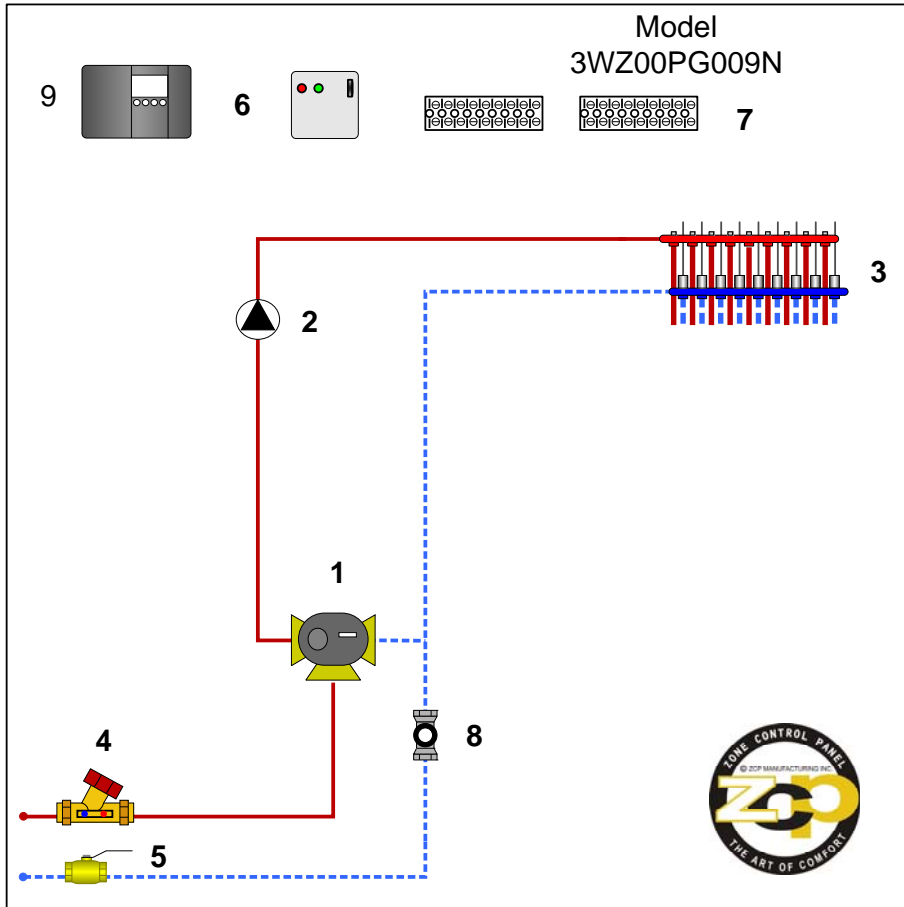 Model
3WZ00PG009N
9
6
7
3
2
1
8
4
5
ZONE CONTROL PANEL
© ZCP MANUFACTURING INC.
zcp
THE ART OF COMFORT